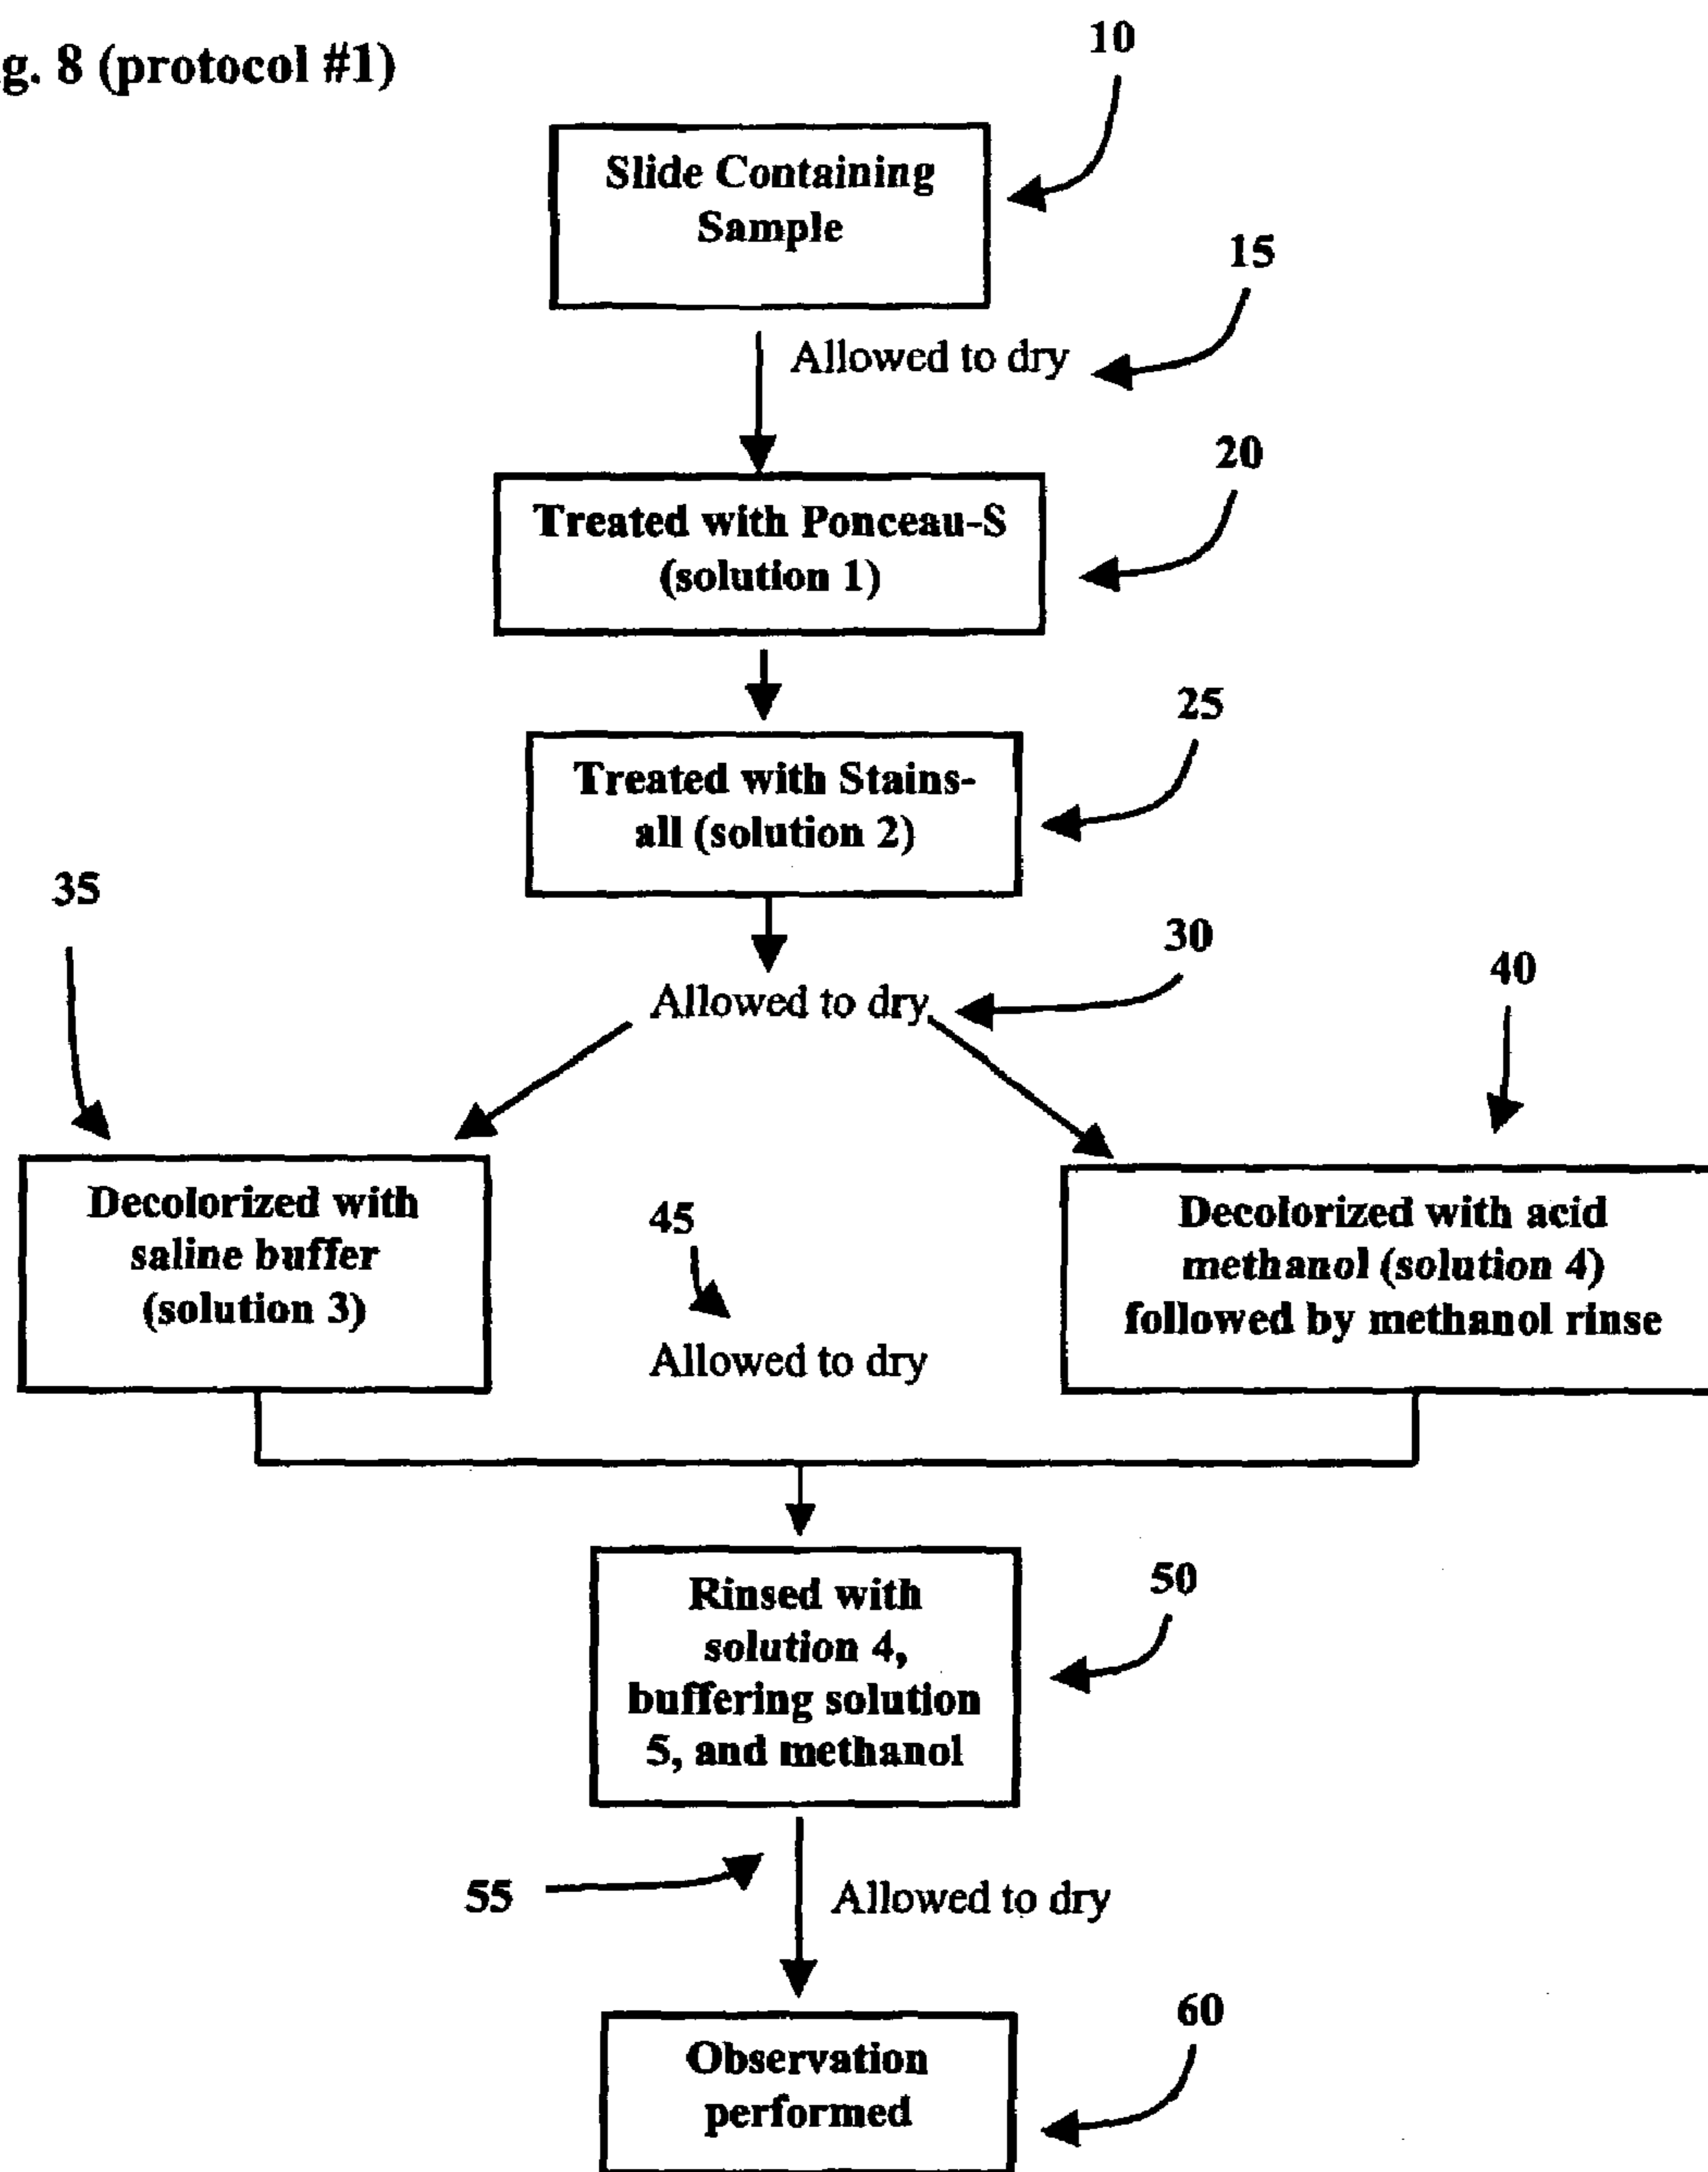 g. 8 (protocol #1)
10
Slide Containing
Sample
15
Allowed to dry
20
Treated with Ponceau-S
(solution 1)
25
Treated with Stains-
all (solution 2)
35
30
40
Allowed to dry
Decolorized with
saline buffer
(solution 3)
45
Allowed to dry
Decolorized with acid
methanol (solution 4)
followed by methanol rinse
50
Rinsed with
solution 4,
buffering solution
5, and methanol
55
Allowed to dry
60
Observation
performed